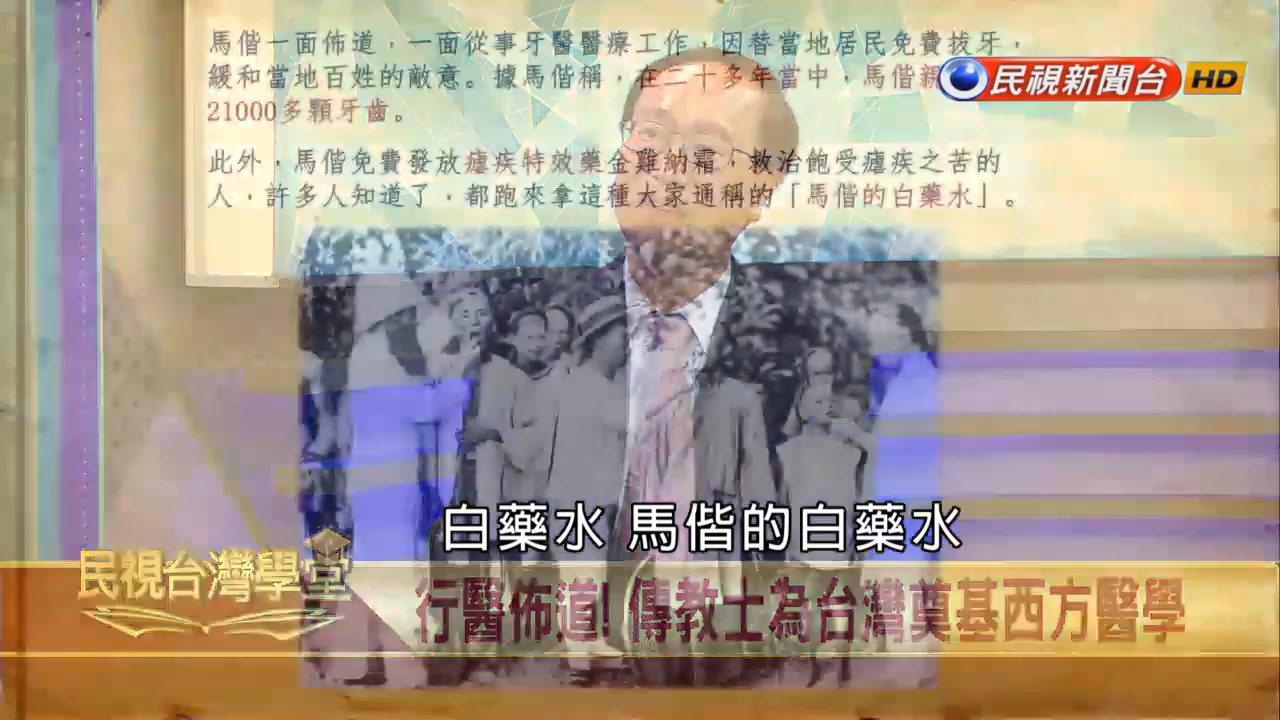 馬偕一面佈道，一面從事牙醫醫療工作，因替當地居民免費拔牙，
緩和當地百姓的敵意。據馬偕稱，在二十多年當中，馬偕親
21000多顆牙齒。
此外，馬偕免費發放瘧疾特效藥金雞納霜，救治飽受瘧疾之苦的
人，許多人知道了，都跑來拿這種大家通稱的「馬偕的白藥水」。
民視新聞台 HD
白藥水 馬偕的白藥水
民視台灣學堂
行醫佈道! 傳教士為台灣奠基西方醫學